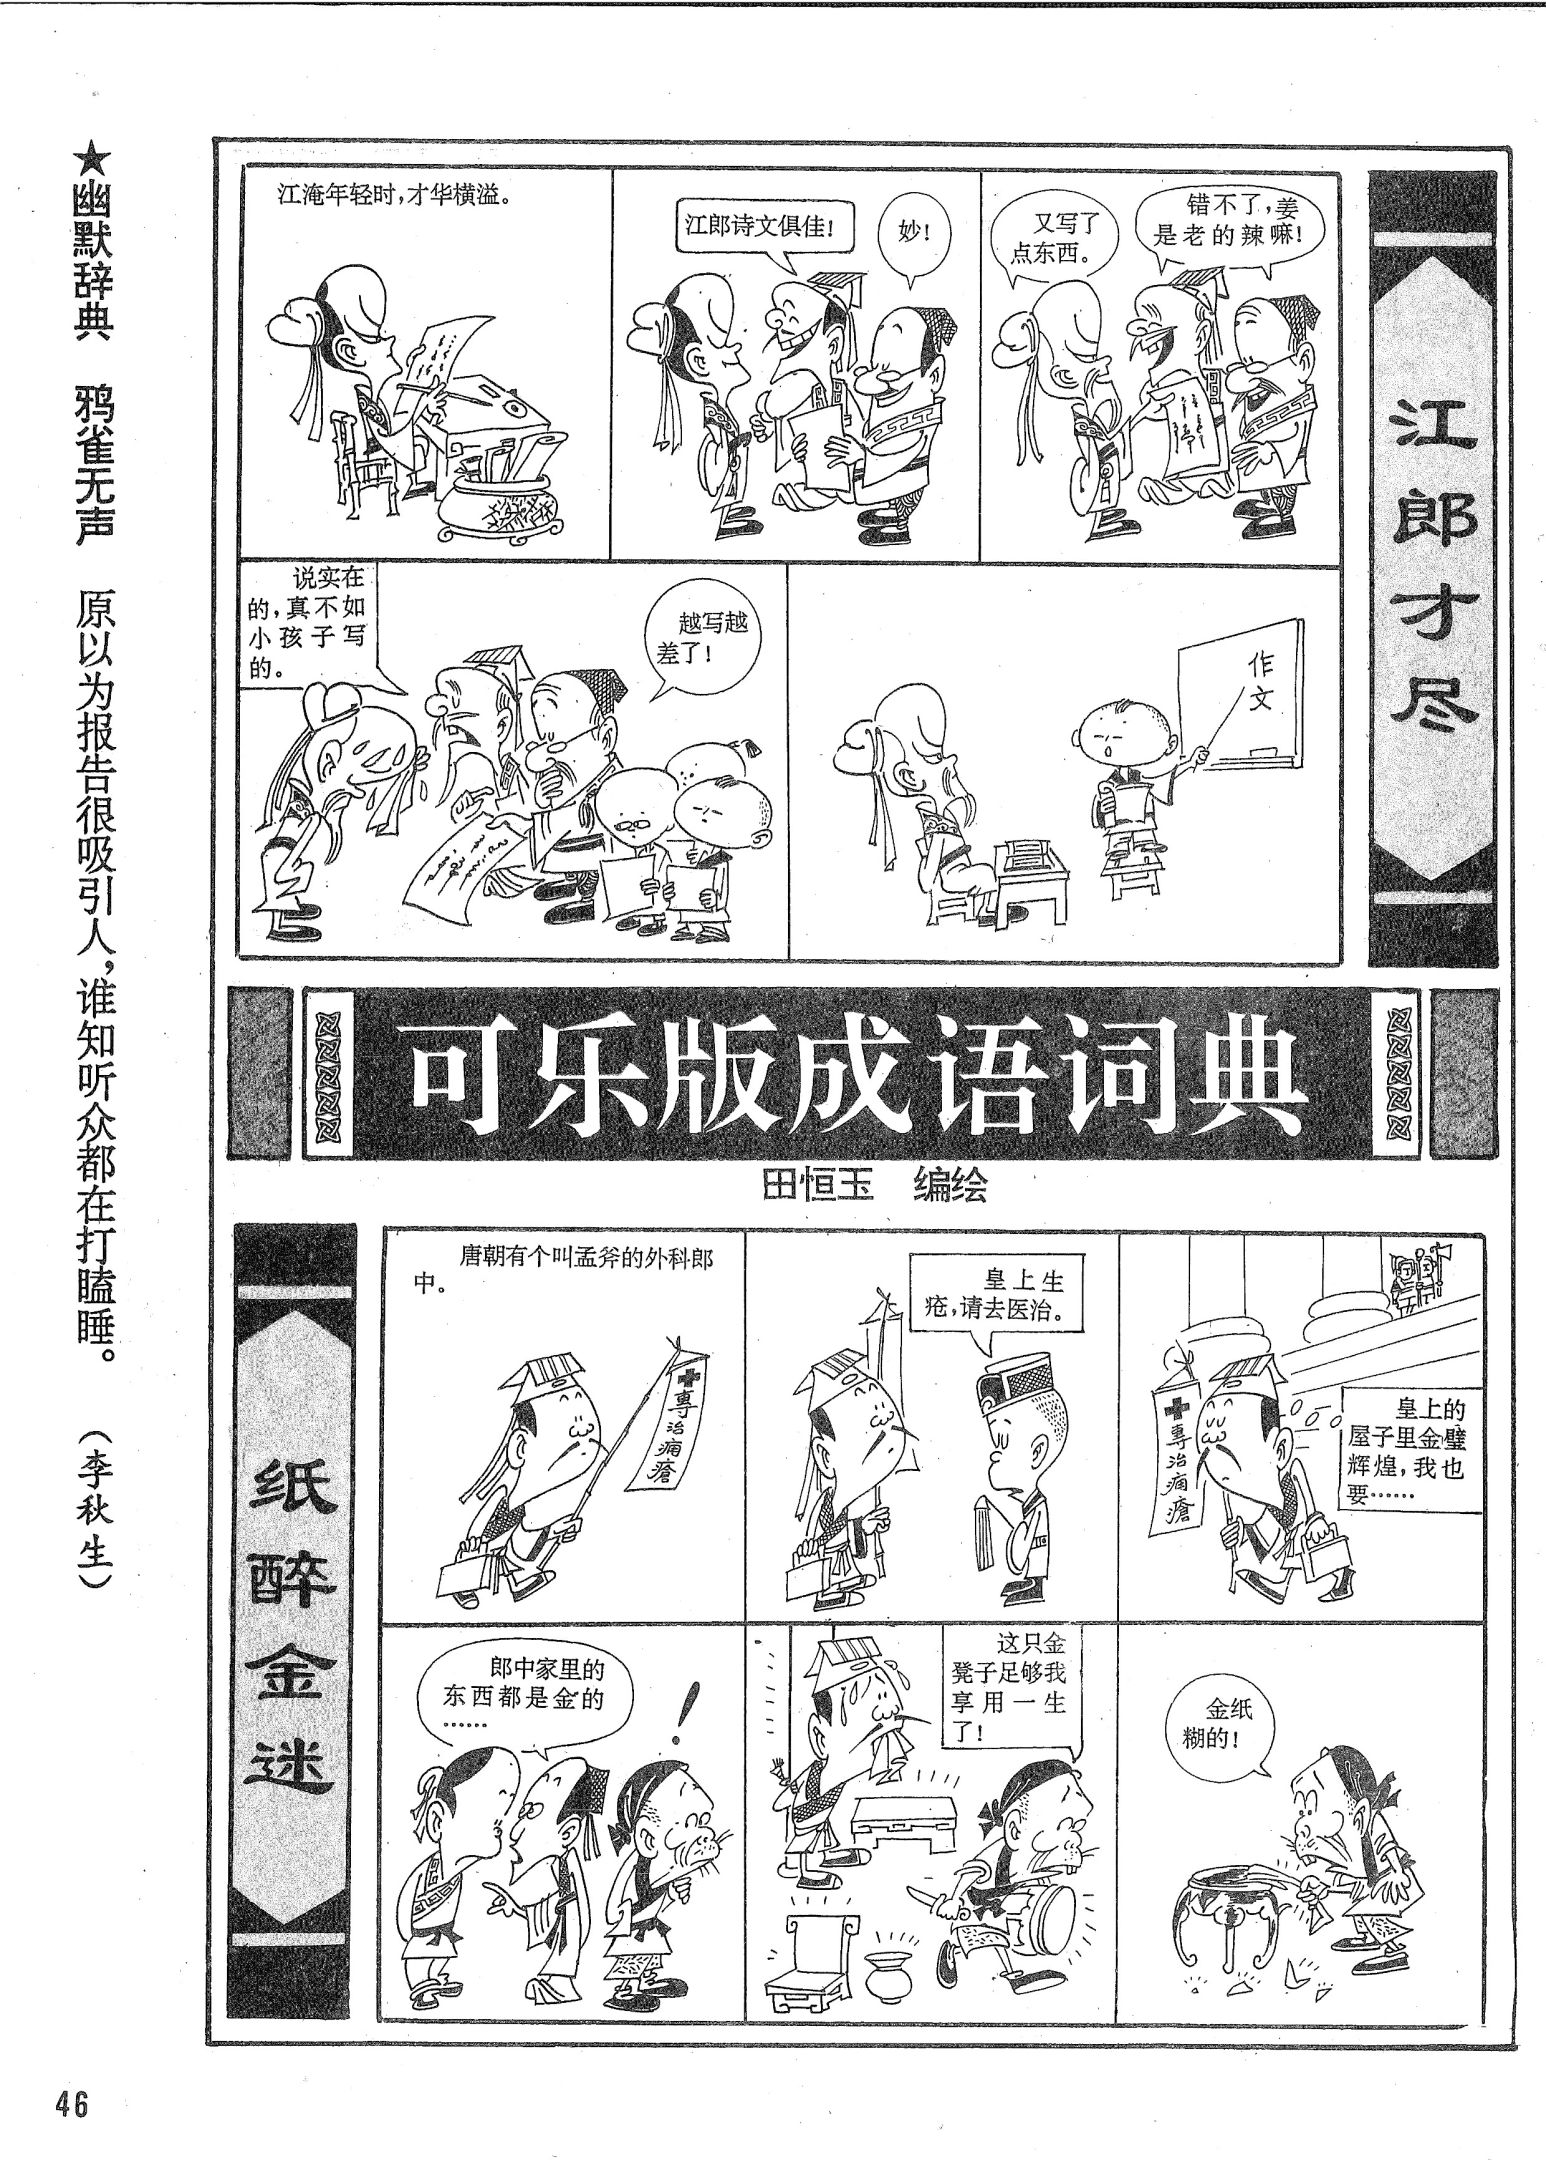 ★幽默辞典 鸦雀无声 原以为报告很吸引人,谁知听众都在打瞌睡。 (李秋生)
江郎才尽
江淹年轻时,才华横溢。
江郎诗文俱佳!
妙!
又写了
点东西。
错不了,姜
是老的辣嘛!
说实在
的,真不如
小孩子写
的。
越写越
差了!
作
文
可乐版成语词典
田恒玉 编绘
纸醉金迷
唐朝有个叫孟斧的外科郎
中。
專治痈瘡
皇上生
疮,请去医治。
專治痈瘡
皇上的
屋子里金璧
辉煌,我也
要……
郎中家里的
东西都是金的
……
!
这只金
凳子足够我
享用一生
了!
金纸
糊的!
46